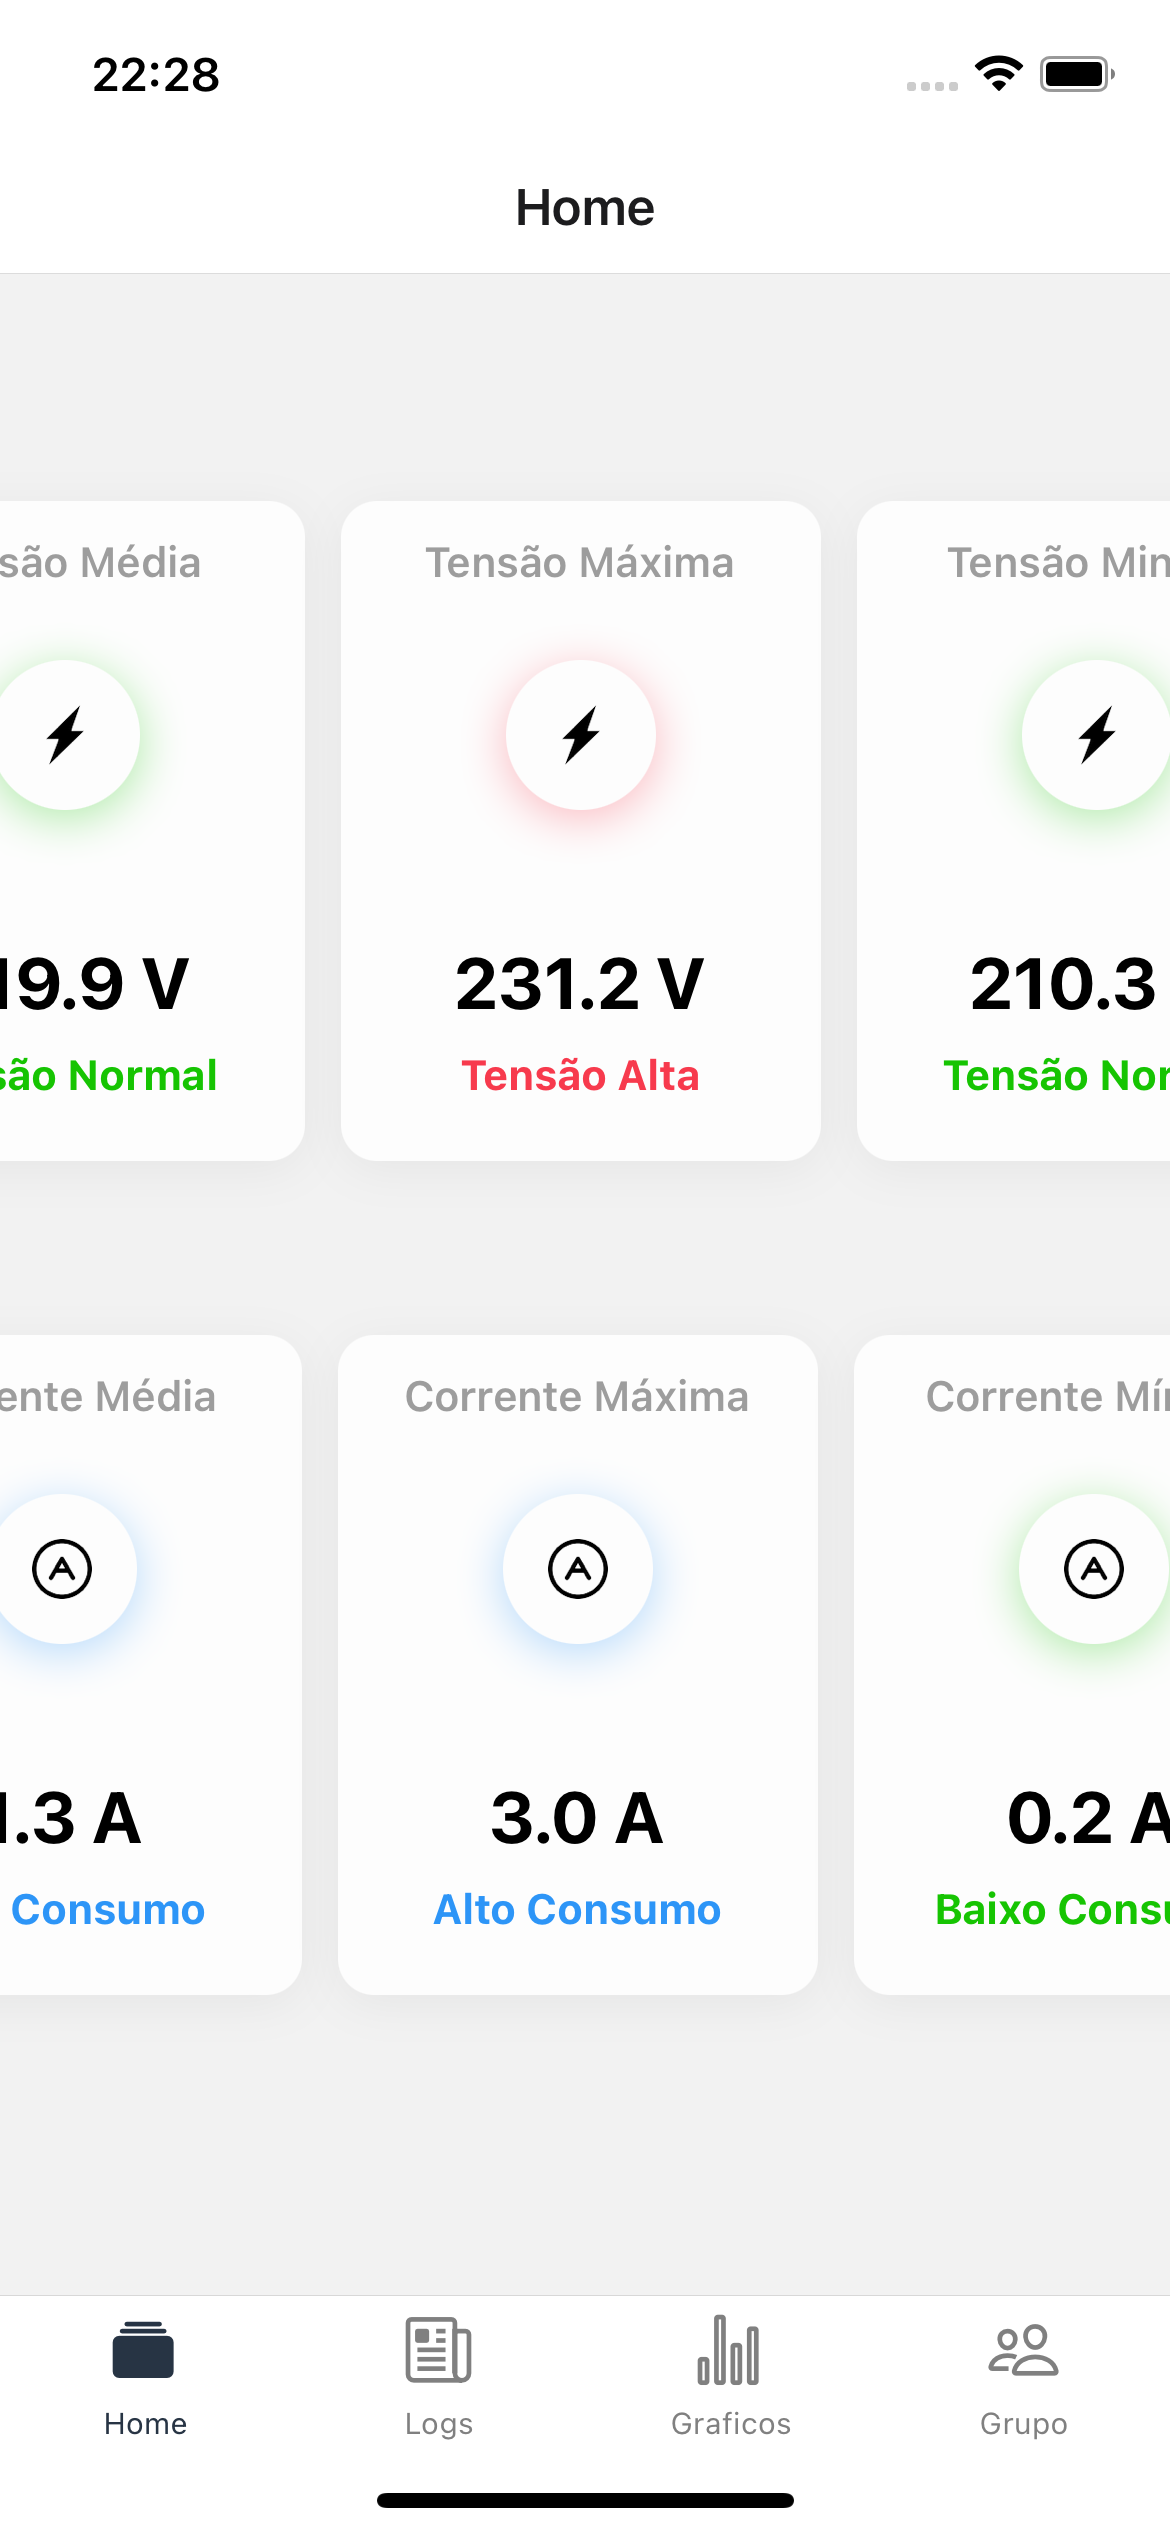 22:28
Home
são Média
Tensão Máxima
Tensão Min
19.9 V
231.2 V
210.3
são Normal
Tensão Alta
Tensão Nor
ente Média
Corrente Máxima
Corrente Mí
1.3 A
3.0 A
0.2 A
Consumo
Alto Consumo
Baixo Consu
Home
Logs
Graficos
Grupo